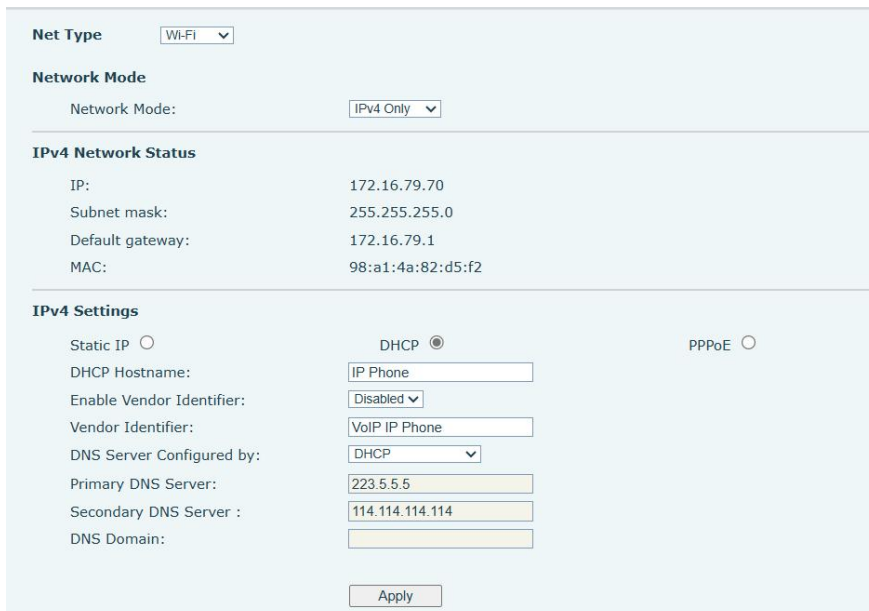 Net Type Wi-Fi
Network Mode
Network Mode: IPv4 Only
IPv4 Network Status
IP: 172.16.79.70
Subnet mask: 255.255.255.0
Default gateway: 172.16.79.1
MAC: 98:a1:4a:82:d5:f2
IPv4 Settings
Static IP DHCP PPPoE
DHCP Hostname: IP Phone
Enable Vendor Identifier: Disabled
Vendor Identifier: VoIP IP Phone
DNS Server Configured by: DHCP
Primary DNS Server: 223.5.5.5
Secondary DNS Server : 114.114.114.114
DNS Domain:
Apply